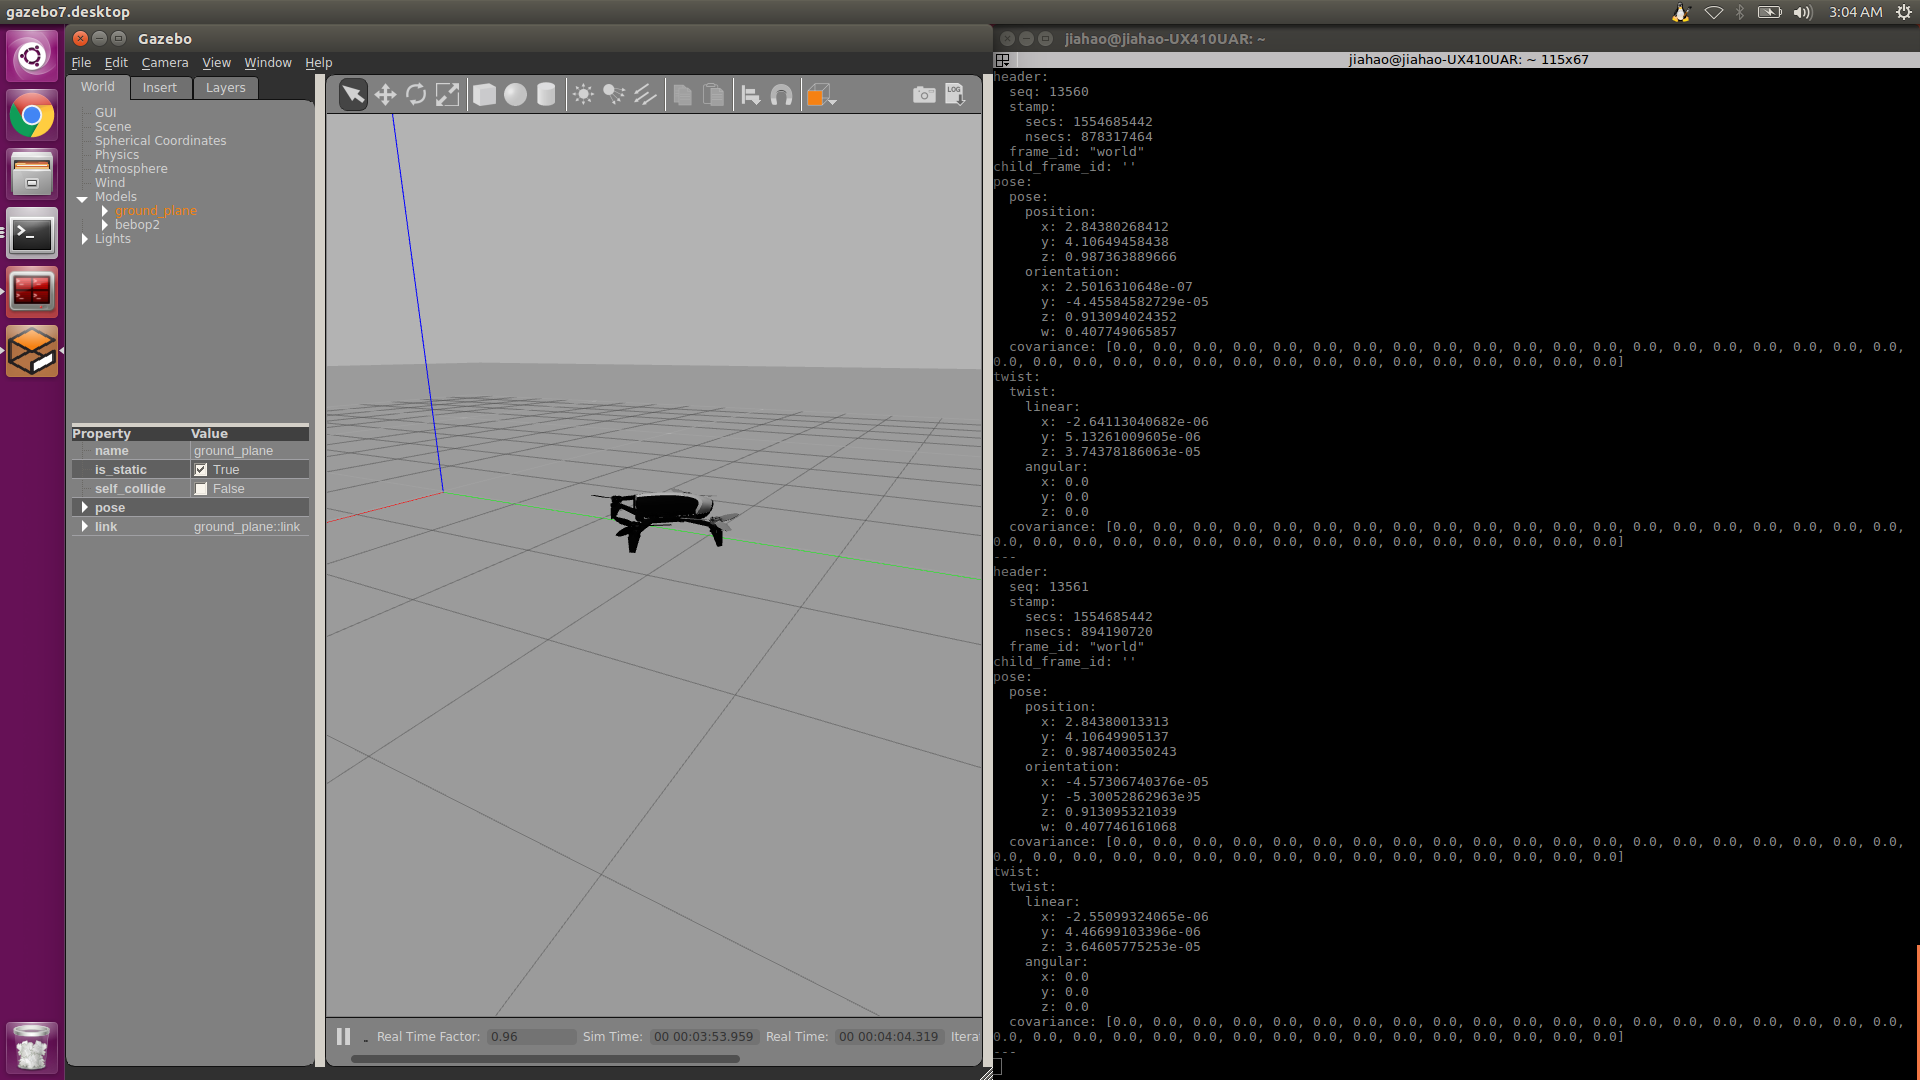 gazebo7.desktop
3:04 AM
Gazebo
File Edit Camera View Window Help
World Insert Layers
GUI
Scene
Spherical Coordinates
Physics
Atmosphere
Wind
Models
ground_plane
bebop2
Lights
Property Value
name ground_plane
is_static True
self_collide False
pose
link ground_plane::link
LOG
Real Time Factor: 0.96 Sim Time: 00 00:03:53.959 Real Time: 00 00:04:04.319 Itera
jiahao@jiahao-UX410UAR: ~
jiahao@jiahao-UX410UAR: ~ 115x67
header:
seq: 13560
stamp:
secs: 1554685442
nsecs: 878317464
frame_id: "world"
child_frame_id: ''
pose:
pose:
position:
x: 2.84380268412
y: 4.10649458438
z: 0.987363889666
orientation:
x: 2.5016310648e-07
y: -4.45584582729e-05
z: 0.913094024352
w: 0.407749065857
covariance: [0.0, 0.0, 0.0, 0.0, 0.0, 0.0, 0.0, 0.0, 0.0, 0.0, 0.0, 0.0, 0.0, 0.0, 0.0, 0.0, 0.0, 0.0, 0.0, 0.0,
0.0, 0.0, 0.0, 0.0, 0.0, 0.0, 0.0, 0.0, 0.0, 0.0, 0.0, 0.0, 0.0, 0.0, 0.0, 0.0]
twist:
twist:
linear:
x: -2.64113040682e-06
y: 5.13261009605e-06
z: 3.74378186063e-05
angular:
x: 0.0
y: 0.0
z: 0.0
covariance: [0.0, 0.0, 0.0, 0.0, 0.0, 0.0, 0.0, 0.0, 0.0, 0.0, 0.0, 0.0, 0.0, 0.0, 0.0, 0.0, 0.0, 0.0, 0.0, 0.0,
0.0, 0.0, 0.0, 0.0, 0.0, 0.0, 0.0, 0.0, 0.0, 0.0, 0.0, 0.0, 0.0, 0.0, 0.0, 0.0]
---
header:
seq: 13561
stamp:
secs: 1554685442
nsecs: 894190720
frame_id: "world"
child_frame_id: ''
pose:
pose:
position:
x: 2.84380013313
y: 4.10649905137
z: 0.987400350243
orientation:
x: -4.57306740376e-05
y: -5.30052862963e-05
z: 0.913095321039
w: 0.407746161068
covariance: [0.0, 0.0, 0.0, 0.0, 0.0, 0.0, 0.0, 0.0, 0.0, 0.0, 0.0, 0.0, 0.0, 0.0, 0.0, 0.0, 0.0, 0.0, 0.0, 0.0,
0.0, 0.0, 0.0, 0.0, 0.0, 0.0, 0.0, 0.0, 0.0, 0.0, 0.0, 0.0, 0.0, 0.0, 0.0, 0.0]
twist:
twist:
linear:
x: -2.55099324065e-06
y: 4.46699103396e-06
z: 3.64605775253e-05
angular:
x: 0.0
y: 0.0
z: 0.0
covariance: [0.0, 0.0, 0.0, 0.0, 0.0, 0.0, 0.0, 0.0, 0.0, 0.0, 0.0, 0.0, 0.0, 0.0, 0.0, 0.0, 0.0, 0.0, 0.0, 0.0,
0.0, 0.0, 0.0, 0.0, 0.0, 0.0, 0.0, 0.0, 0.0, 0.0, 0.0, 0.0, 0.0, 0.0, 0.0, 0.0]
---